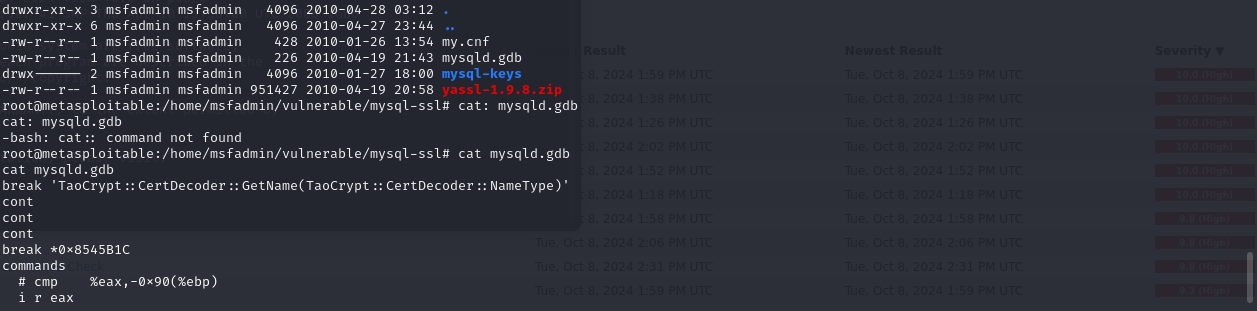 drwxr-xr-x 3 msfadmin msfadmin   4096 2010-04-28 03:12 .
drwxr-xr-x 6 msfadmin msfadmin   4096 2010-04-27 23:44 ..
-rw-r--r-- 1 msfadmin msfadmin    428 2010-01-26 13:54 my.cnf
-rw-r--r-- 1 msfadmin msfadmin    226 2010-04-19 21:43 mysqld.gdb
drwx------ 2 msfadmin msfadmin   4096 2010-01-27 18:00 mysql-keys
-rw-r--r-- 1 msfadmin msfadmin 951427 2010-04-19 20:58 yassl-1.9.8.zip
root@metasploitable:/home/msfadmin/vulnerable/mysql-ssl# cat: mysqld.gdb
cat: mysqld.gdb
-bash: cat:: command not found
root@metasploitable:/home/msfadmin/vulnerable/mysql-ssl# cat mysqld.gdb
cat mysqld.gdb
break 'TaoCrypt::CertDecoder::GetName(TaoCrypt::CertDecoder::NameType)'
cont
cont
cont
break *0x8545B1C
commands
  # cmp    %eax,-0x90(%ebp)
  i r eax
Result Newest Result Severity ▼
Oct 8, 2024 1:59 PM UTC Tue, Oct 8, 2024 1:59 PM UTC 10.0 (High)
Oct 8, 2024 1:38 PM UTC Tue, Oct 8, 2024 1:38 PM UTC 10.0 (High)
Oct 8, 2024 1:26 PM UTC Tue, Oct 8, 2024 1:26 PM UTC 10.0 (High)
Oct 8, 2024 2:02 PM UTC Tue, Oct 8, 2024 2:02 PM UTC 10.0 (High)
Oct 8, 2024 1:52 PM UTC Tue, Oct 8, 2024 1:52 PM UTC 10.0 (High)
Oct 8, 2024 1:18 PM UTC Tue, Oct 8, 2024 1:18 PM UTC 10.0 (High)
Oct 8, 2024 1:58 PM UTC Tue, Oct 8, 2024 1:58 PM UTC 9.8 (High)
Tue, Oct 8, 2024 2:06 PM UTC Tue, Oct 8, 2024 2:06 PM UTC 9.8 (High)
Tue, Oct 8, 2024 2:31 PM UTC Tue, Oct 8, 2024 2:31 PM UTC (High)
Tue, Oct 8, 2024 1:59 PM UTC Tue, Oct 8, 2024 1:59 PM UTC (High)